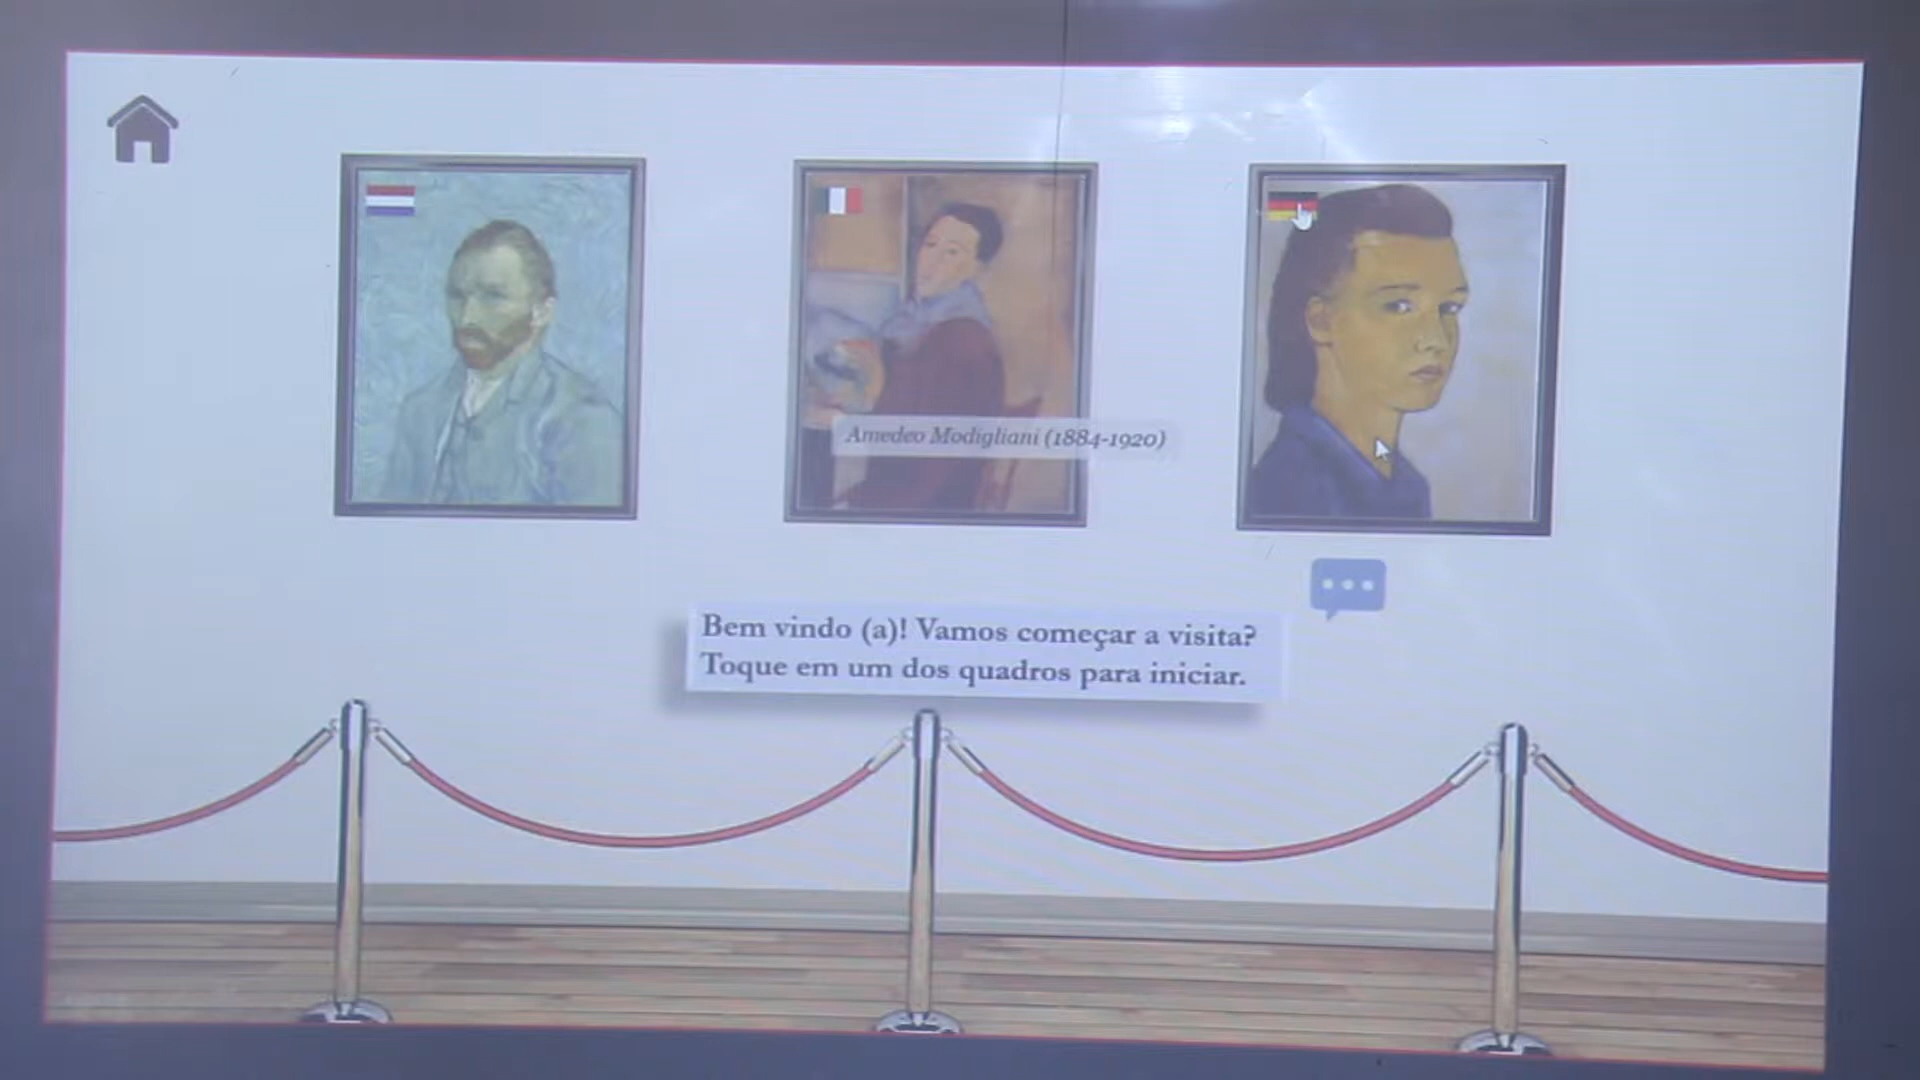 Amedeo Modigliani (1884-1920)
Bem vindo (a)! Vamos começar a visita?
Toque em um dos quadros para iniciar.